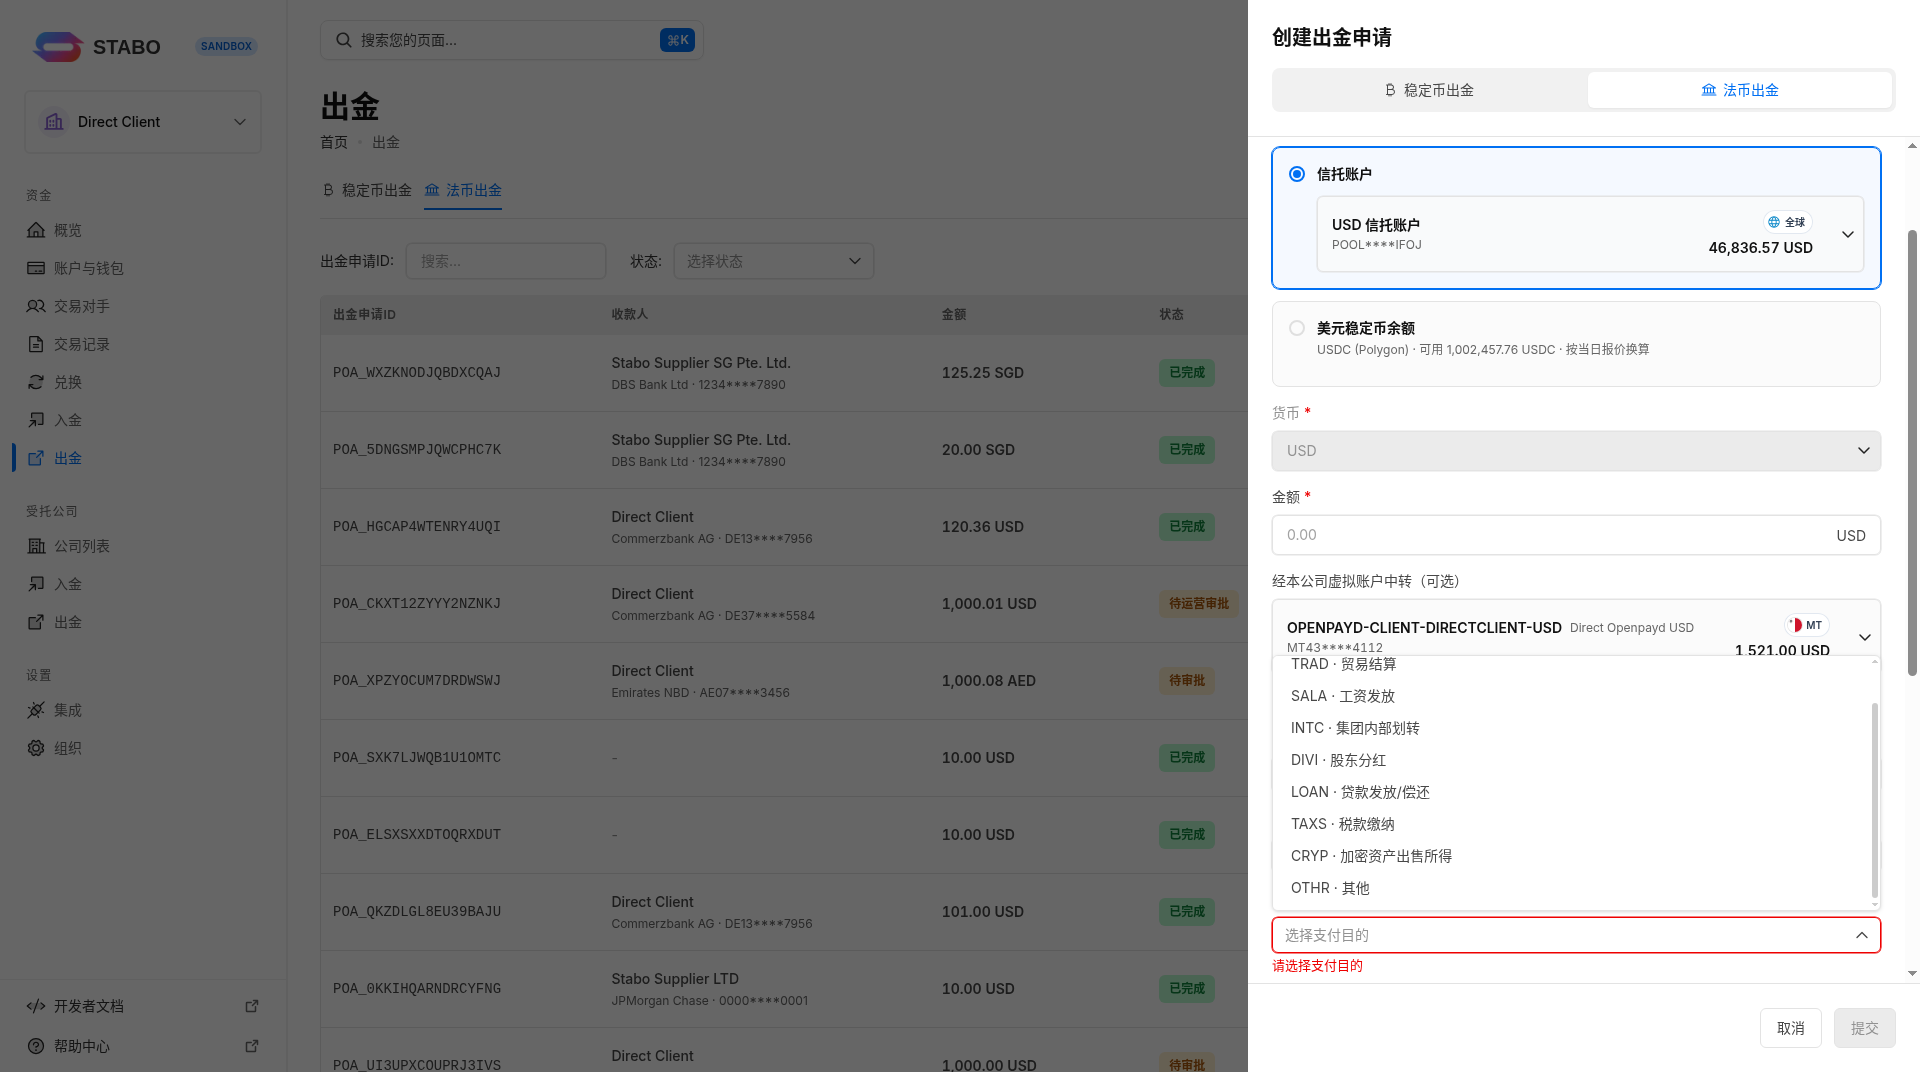 STABO
SANDBOX
Direct Client
资金
概览
账户与钱包
交易对手
交易记录
兑换
入金
出金
受托公司
公司列表
入金
出金
设置
集成
组织
开发者文档
帮助中心
搜索您的页面...
⌘K
出金
首页 • 出金
稳定币出金
法币出金
出金申请ID: 搜索...
状态: 选择状态
出金申请ID 收款人 金额 状态
POA_WXZKNODJQBDXCQAJ Stabo Supplier SG Pte. Ltd. 125.25 SGD 已完成
DBS Bank Ltd · 1234****7890
POA_5DNGSMPJQWCPHC7K Stabo Supplier SG Pte. Ltd. 20.00 SGD 已完成
DBS Bank Ltd · 1234****7890
POA_HGCAP4WTENRY4UQI Direct Client 120.36 USD 已完成
Commerzbank AG · DE13****7956
POA_CKXT12ZYYY2NZNKJ Direct Client 1,000.01 USD 待运营审批
Commerzbank AG · DE37****5584
POA_XPZYOCUM7DRDWSWJ Direct Client 1,000.08 AED 待审批
Emirates NBD · AE07****3456
POA_SXK7LJWQB1U1OMTC - 10.00 USD 已完成
POA_ELSXSXXDTOQRXDUT - 10.00 USD 已完成
POA_QKZDLGL8EU39BAJU Direct Client 101.00 USD 已完成
Commerzbank AG · DE13****7956
POA_0KKIHQARNDRCYFNG Stabo Supplier LTD 10.00 USD 已完成
JPMorgan Chase · 0000****0001
POA_UI3UPXCOUPRJ3IVS Direct Client 1,000.00 USD 待审批
创建出金申请
稳定币出金
法币出金
信托账户
USD 信托账户
POOL****IFOJ
全球
46,836.57 USD
美元稳定币余额
USDC (Polygon) · 可用 1,002,457.76 USDC · 按当日报价换算
货币 *
USD
金额 *
0.00 USD
经本公司虚拟账户中转（可选）
OPENPAYD-CLIENT-DIRECTCLIENT-USD Direct Openpayd USD
MT43****4112
MT
1,521.00 USD
TRAD · 贸易结算
SALA · 工资发放
INTC · 集团内部划转
DIVI · 股东分红
LOAN · 贷款发放/偿还
TAXS · 税款缴纳
CRYP · 加密资产出售所得
OTHR · 其他
选择支付目的
请选择支付目的
取消
提交